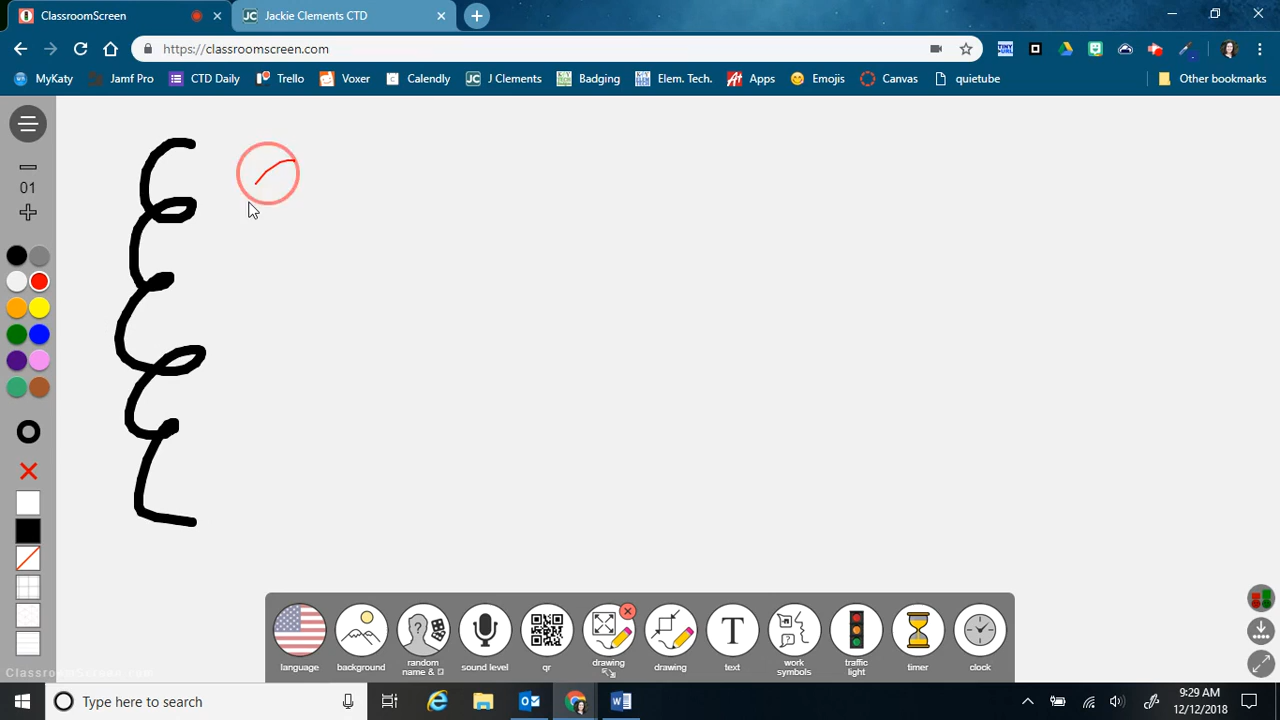 ClassroomScreen
Jackie Clements CTD
https://classroomscreen.com
MyKaty Jamf Pro CTD Daily Trello Voxer Calendly J Clements Badging Elem. Tech. Apps Emojis Canvas quietube Other bookmarks
01
language background random name & sound level qr drawing drawing text work symbols traffic light timer clock
ClassroomScreen.com
Type here to search
9:29 AM
12/12/2018